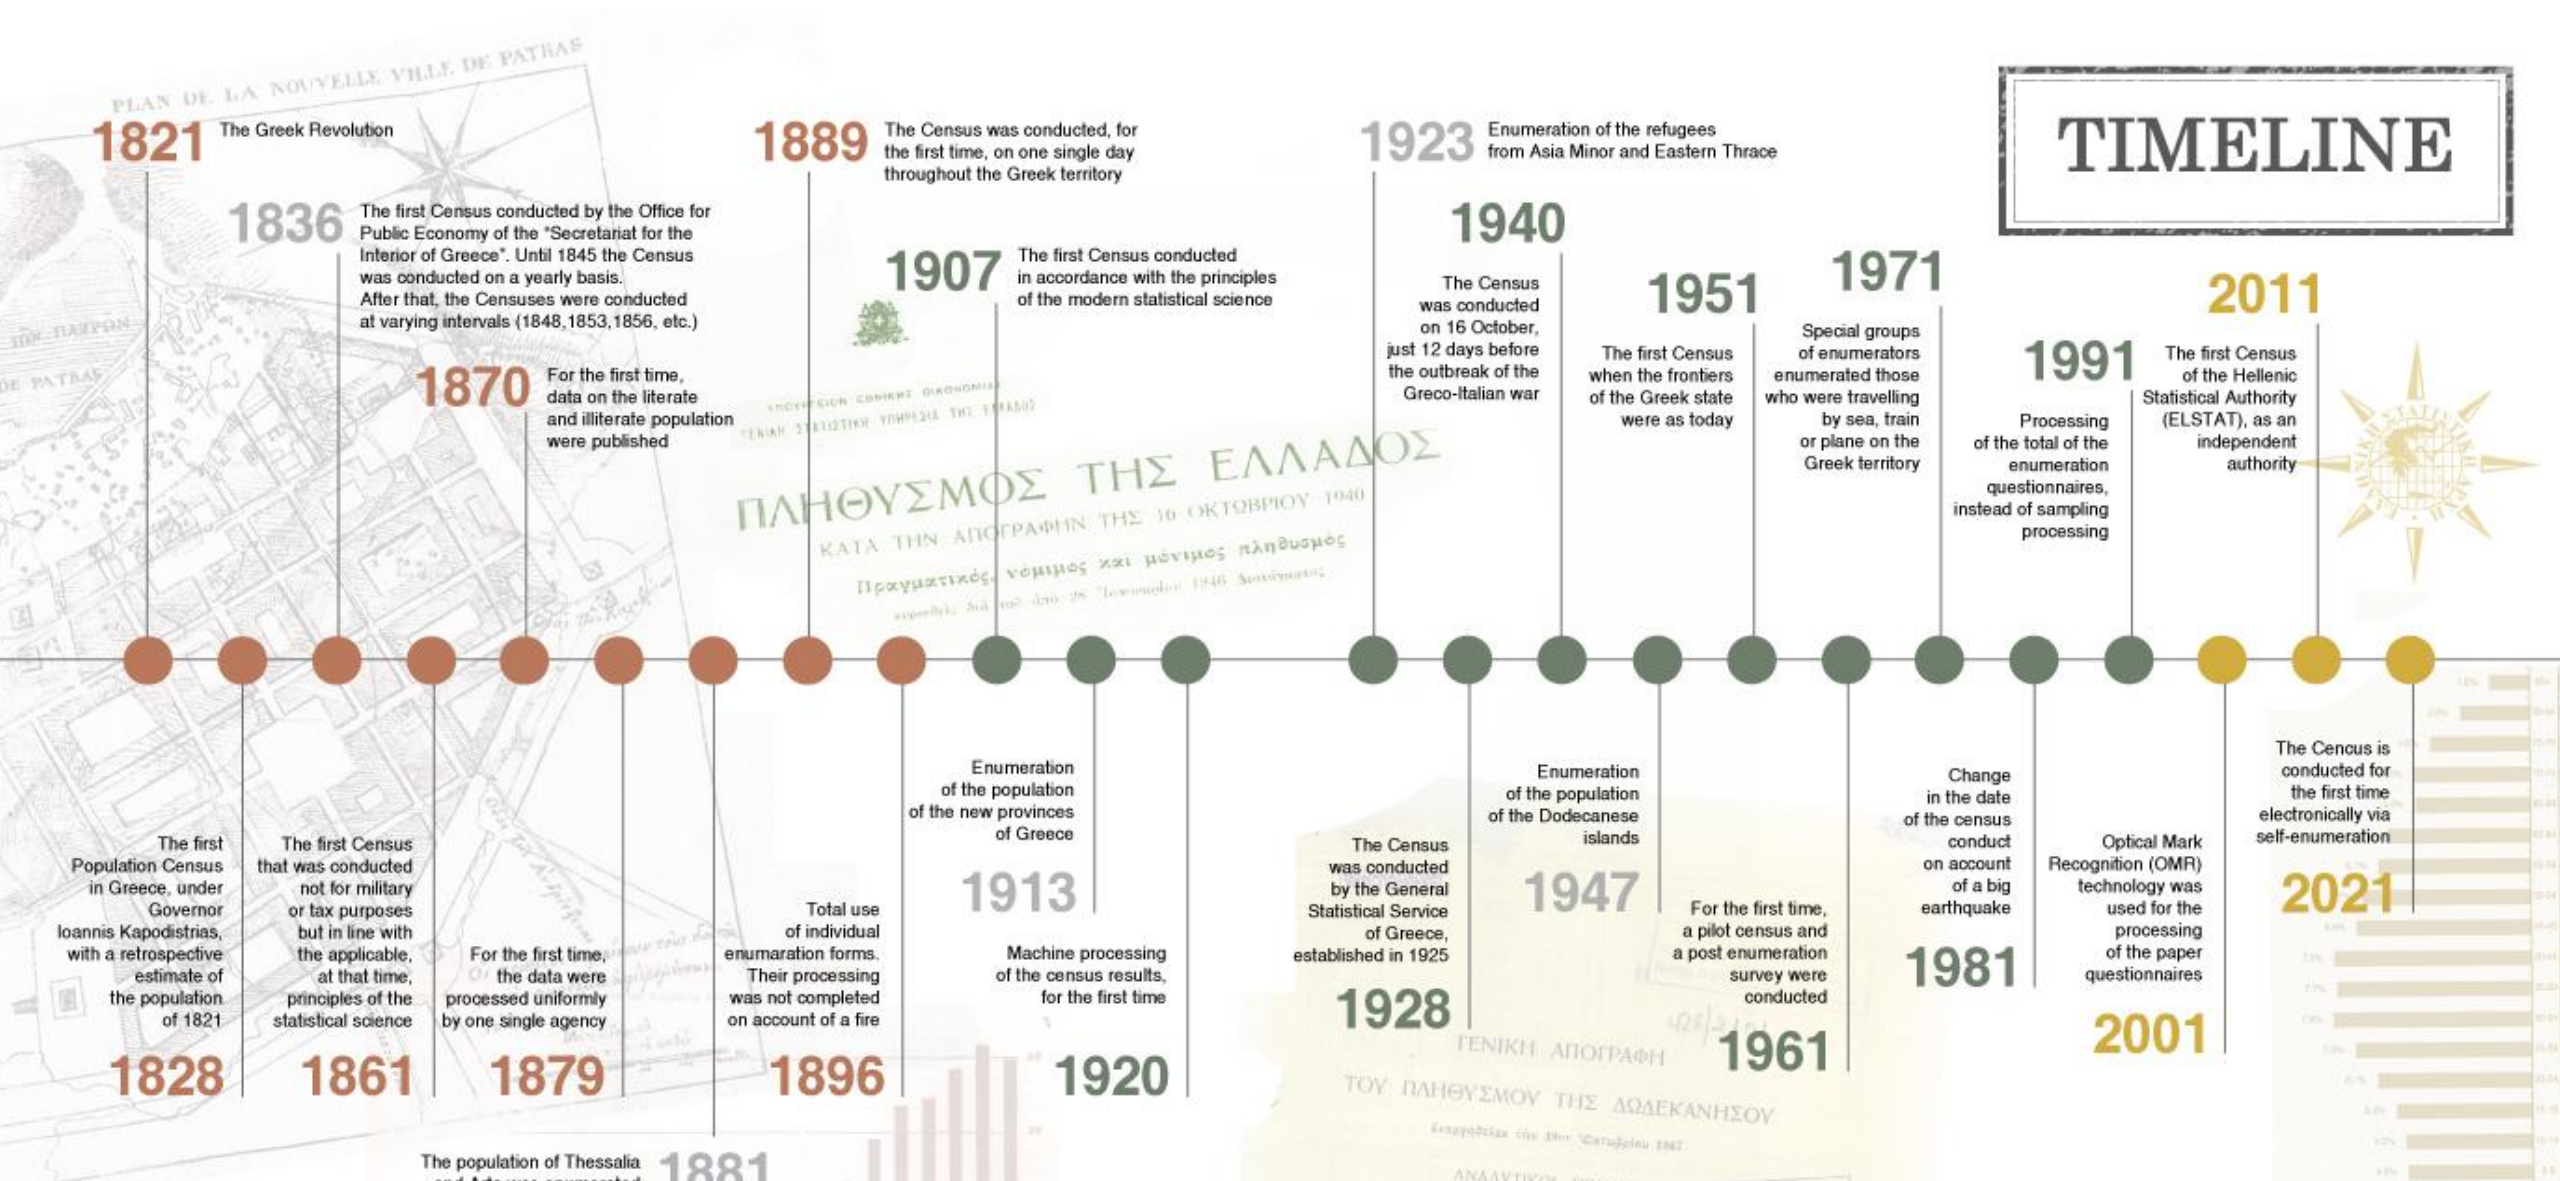 PLAN DE LA NOUVELLE VILLE DE PATRAS
TIMELINE
1821
The Greek Revolution
1836
The first Census conducted by the Office for
Public Economy of the "Secretariat for the
Interior of Greece". Until 1845 the Census
was conducted on a yearly basis.
After that, the Censuses were conducted
at varying intervals (1848,1853,1856, etc.)
1870
For the first time,
data on the literate
and illiterate population
were published
1889
The Census was conducted, for
the first time, on one single day
throughout the Greek territory
1907
The first Census conducted
in accordance with the principles
of the modern statistical science
ΠΛΗΘΥΣΜΟΣ ΤΗΣ ΕΛΛΑΔΟΣ
ΚΑΤΑ ΤΗΝ ΑΠΟΓΡΑΦΗΝ ΤΗΣ 16 ΟΚΤΩΒΡΙΟΥ 1940
Πραγματικός, νόμιμος καὶ μόνιμος πληθυσμός
1923
Enumeration of the refugees
from Asia Minor and Eastern Thrace
1940
The Census
was conducted
on 16 October,
just 12 days before
the outbreak of the
Greco-Italian war
1951
The first Census
when the frontiers
of the Greek state
were as today
1971
Special groups
of enumerators
enumerated those
who were travelling
by sea, train
or plane on the
Greek territory
1991
Processing
of the total of the
enumeration
questionnaires,
instead of sampling
processing
2011
The first Census
of the Hellenic
Statistical Authority
(ELSTAT), as an
independent
authority
The first
Population Census
in Greece, under
Governor
Ioannis Kapodistrias,
with a retrospective
estimate of
the population
of 1821
1828
The first Census
that was conducted
not for military
or tax purposes
but in line with
the applicable,
at that time,
principles of the
statistical science
1861
For the first time,
the data were
processed uniformly
by one single agency
1879
The population of Thessalia
1881
Total use
of individual
enumaration forms.
Their processing
was not completed
on account of a fire
1896
Enumeration
of the population
of the new provinces
of Greece
1913
Machine processing
of the census results,
for the first time
1920
The Census
was conducted
by the General
Statistical Service
of Greece,
established in 1925
1928
Enumeration
of the population
of the Dodecanese
islands
1947
For the first time,
a pilot census and
a post enumeration
survey were
conducted
1961
ΓΕΝΙΚΗ ΑΠΟΓΡΑΦΗ
ΤΟΥ ΠΛΗΘΥΣΜΟΥ ΤΗΣ ΔΩΔΕΚΑΝΗΣΟΥ
Change
in the date
of the census
conduct
on account
of a big
earthquake
1981
Optical Mark
Recognition (OMR)
technology was
used for the
processing
of the paper
questionnaires
2001
The Cencus is
conducted for
the first time
electronically via
self-enumeration
2021